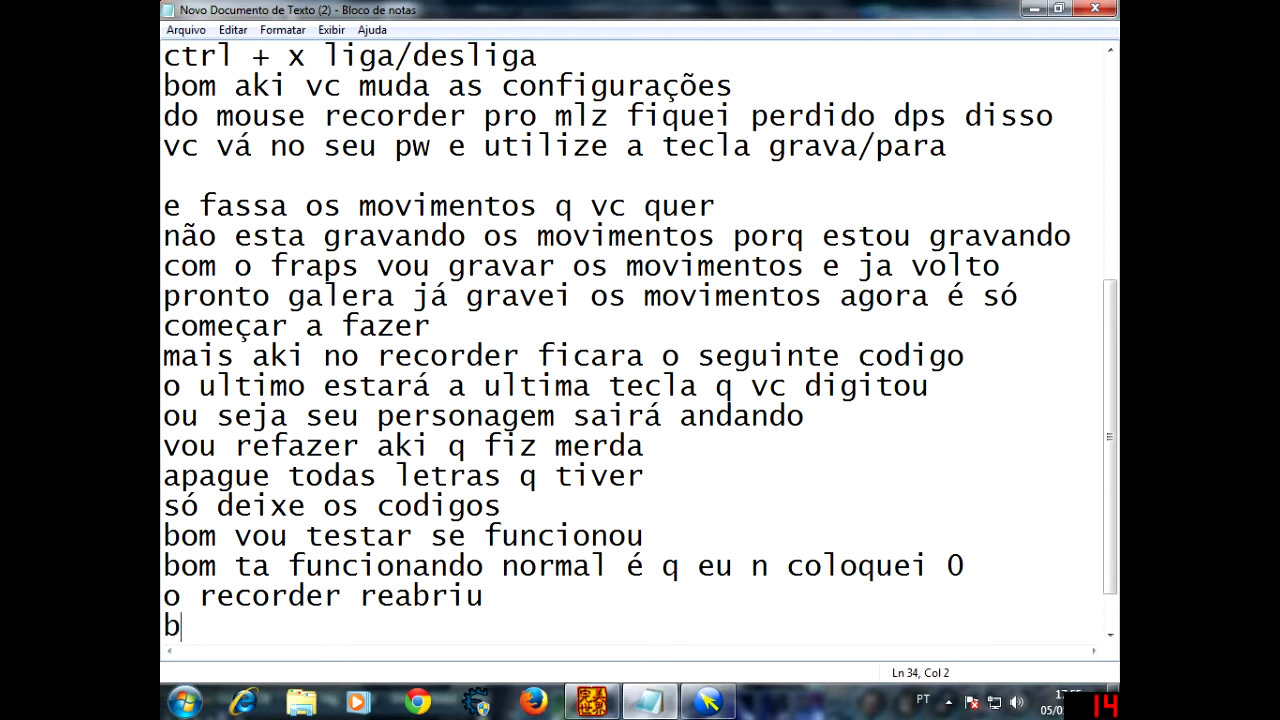 Novo Documento de Texto (2) - Bloco de notas
Arquivo Editar Formatar Exibir Ajuda
ctrl + x liga/desliga
bom aki vc muda as configurações
do mouse recorder pro mlz fiquei perdido dps disso
vc vá no seu pw e utilize a tecla grava/para
e fassa os movimentos q vc quer
não esta gravando os movimentos porq estou gravando
com o fraps vou gravar os movimentos e ja volto
pronto galera já gravei os movimentos agora é só
começar a fazer
mais aki no recorder ficara o seguinte codigo
o ultimo estará a ultima tecla q vc digitou
ou seja seu personagem sairá andando
vou refazer aki q fiz merda
apague todas letras q tiver
só deixe os codigos
bom vou testar se funcionou
bom ta funcionando normal é q eu n coloquei 0
o recorder reabriu
b
Ln 34, Col 2
PT
14